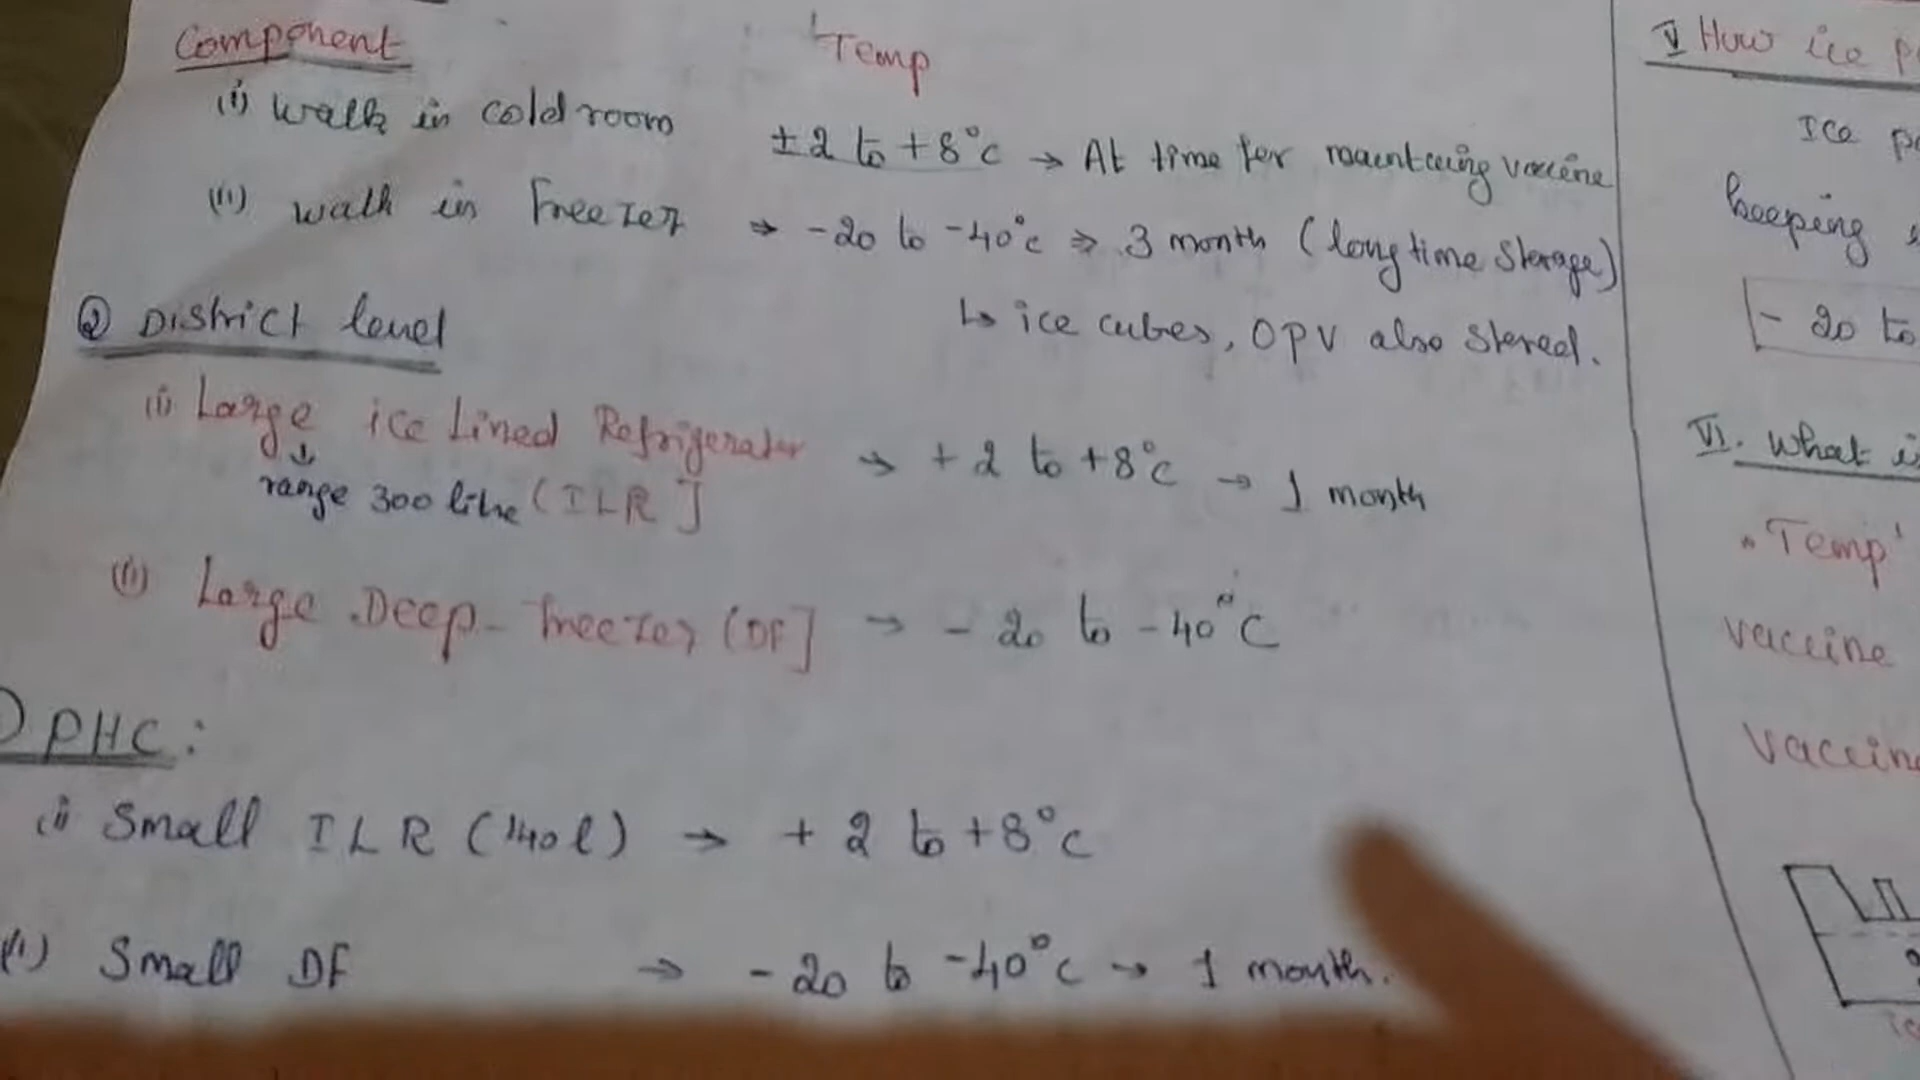 Component Temp
(i) walk in cold room ±2 to +8°c → At time for
(ii) walk in Freezer → -20 to -40°c ⇒ 3 month (long time storage)
↳ ice cubes, OPV also stored.
② District level
(i) Large ice Lined Refrigerator → +2 to +8°c → 1 month
↓
range 300 litre (ILR]
(ii) Large Deep-freezer (DF] → -20 to -40°C
PHC:
(i) Small ILR (140l) → +2 to +8°c
(ii) Small DF → -20 to -40°c → 1 month.
V How ice
Ice
keeping
- 20 to
VI. What
Temp
vaccine